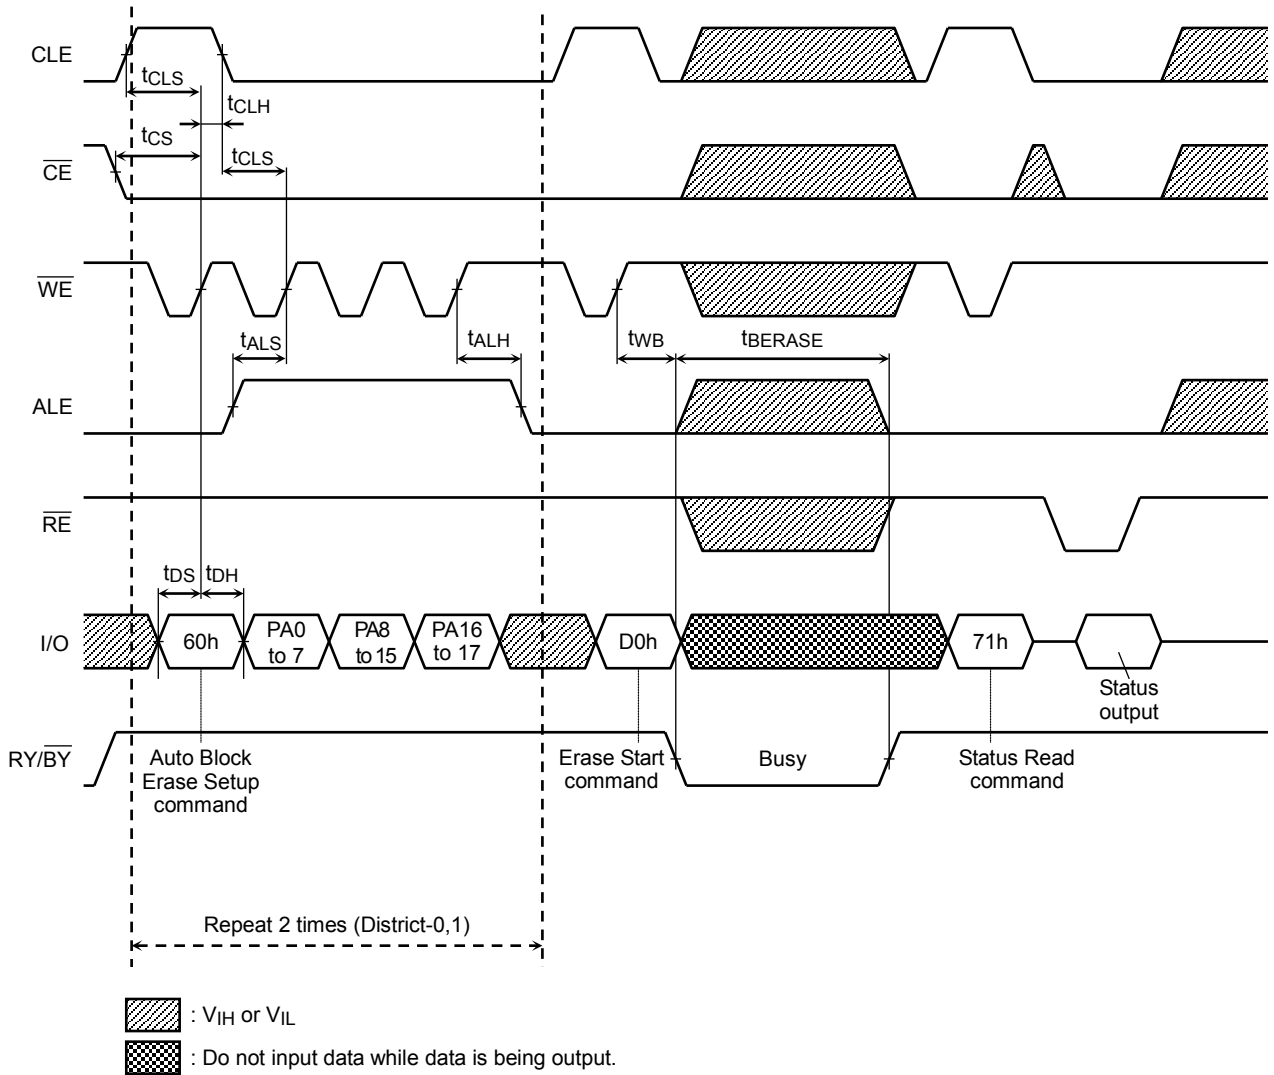 CLE
tCLS
tCLH
tCS
tCLS
CE
WE
tALS
tALH
tWB
tBERASE
ALE
RE
tDS
tDH
I/O
60h
PA0
to 7
PA8
to 15
PA16
to 17
D0h
71h
Status
output
RY/BY
Auto Block
Erase Setup
command
Erase Start
command
Busy
Status Read
command
Repeat 2 times (District-0,1)
: VIH or VIL
: Do not input data while data is being output.